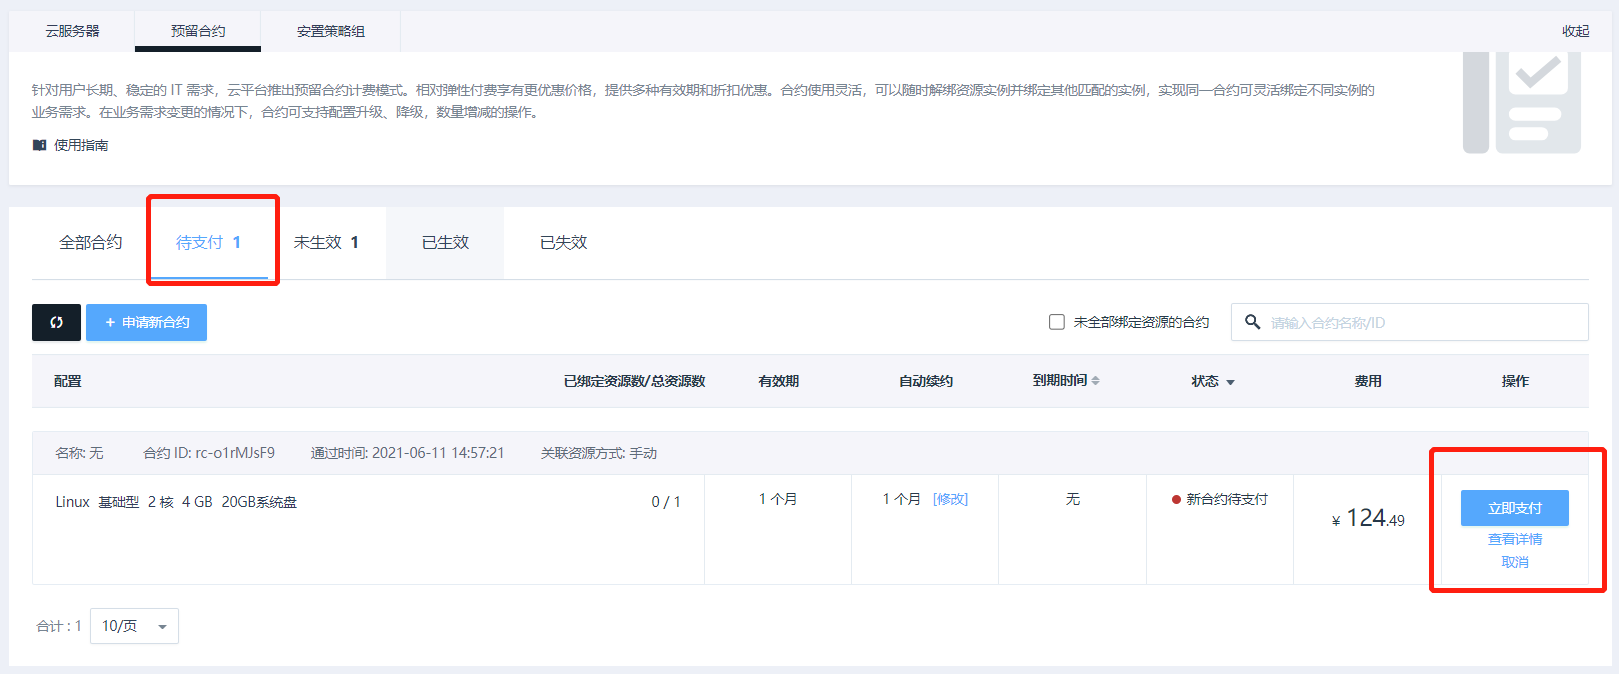 云服务器 预留合约 安置策略组 收起
针对用户长期、稳定的 IT 需求，云平台推出预留合约计费模式。相对弹性付费享有更优惠价格，提供多种有效期和折扣优惠。合约使用灵活，可以随时解绑资源实例并绑定其他匹配的实例，实现同一合约可灵活绑定不同实例的
业务需求。在业务需求变更的情况下，合约可支持配置升级、降级，数量增减的操作。
使用指南
全部合约 待支付 1 未生效 1 已生效 已失效
+ 申请新合约 未全部绑定资源的合约 请输入合约名称/ID
配置 已绑定资源数/总资源数 有效期 自动续约 到期时间 状态 费用 操作
名称: 无 合约 ID: rc-o1rMJsF9 通过时间: 2021-06-11 14:57:21 关联资源方式: 手动
Linux 基础型 2 核 4 GB 20GB系统盘 0 / 1 1 个月 1 个月 [修改] 无 新合约待支付 ¥ 124.49 立即支付
查看详情
取消
合计 : 1 10/页